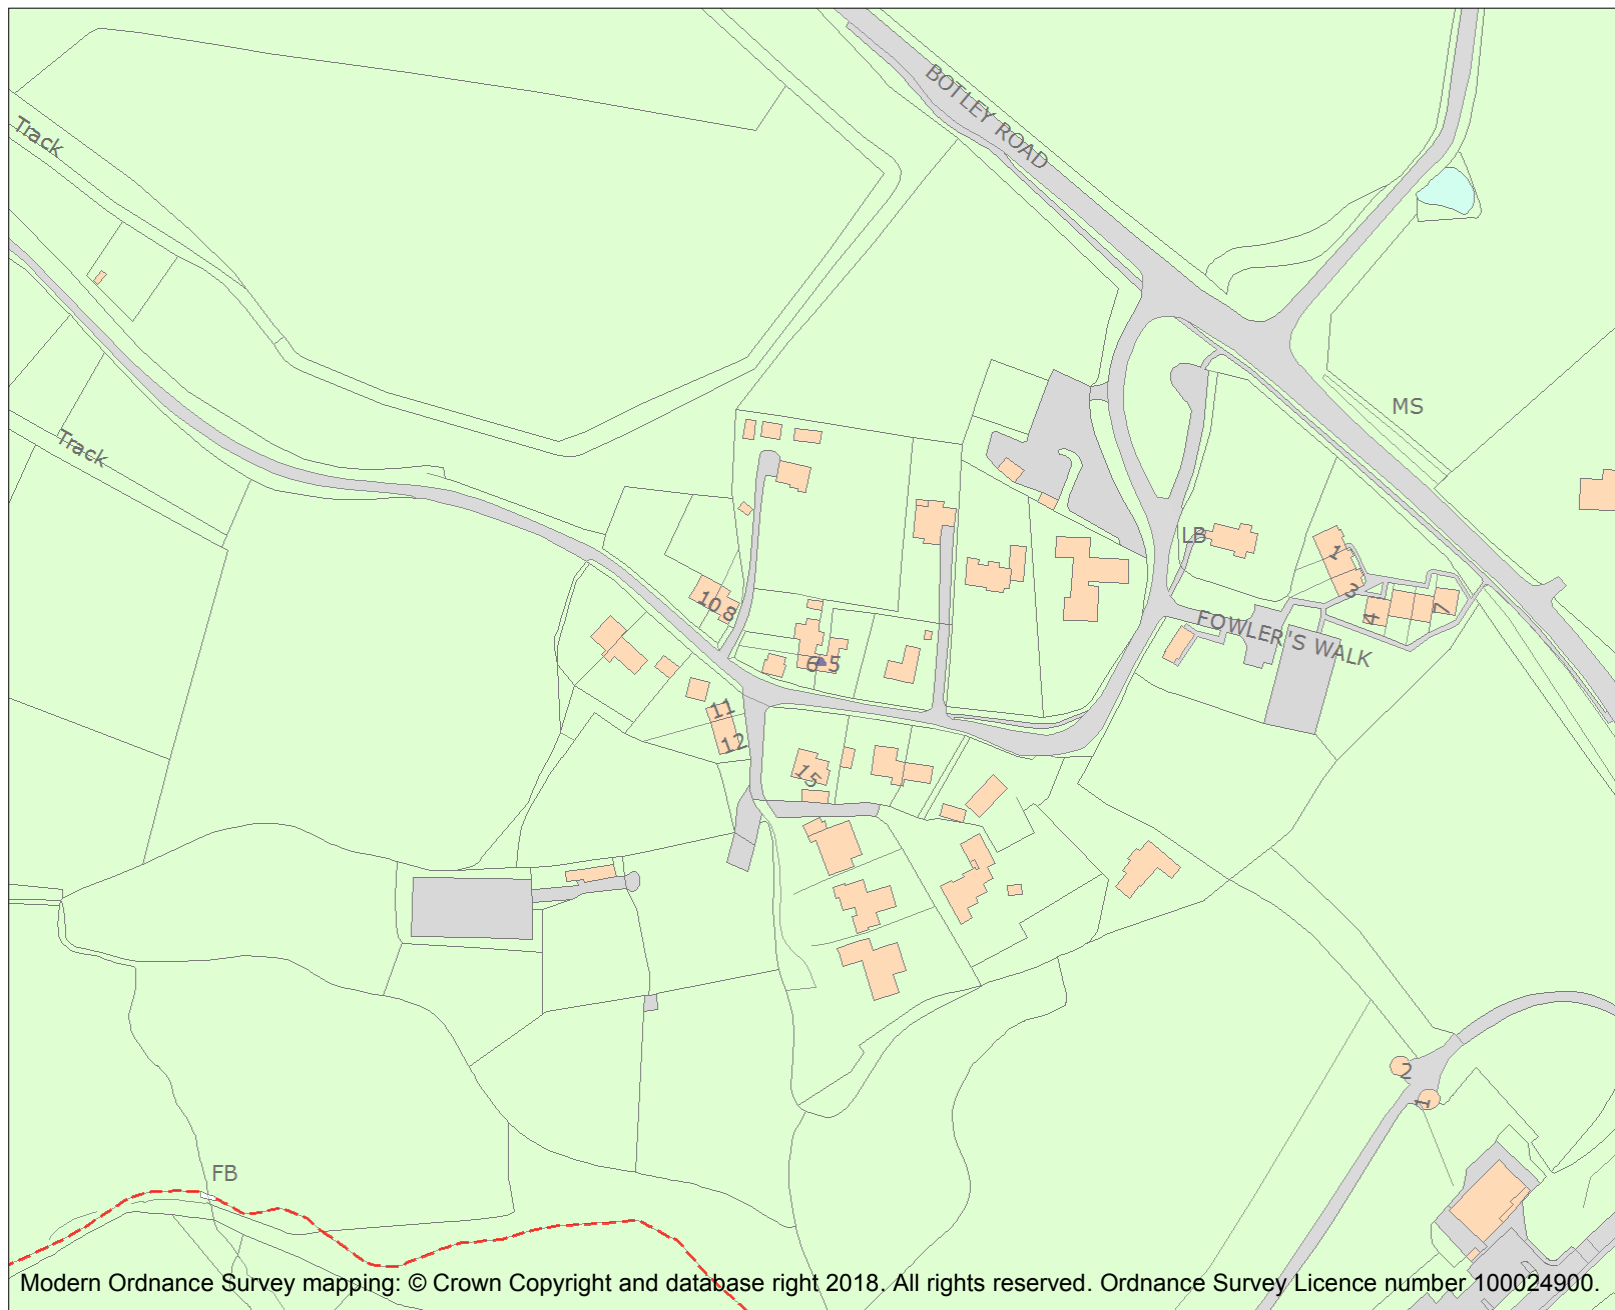 BOTLEY ROAD
Track
MS
Track
LB
1
3
10 8
4
7
FOWLER'S WALK
6 5
11
12
15
2
1
FB
Modern Ordnance Survey mapping: © Crown Copyright and database right 2018. All rights reserved. Ordnance Survey Licence number 100024900.